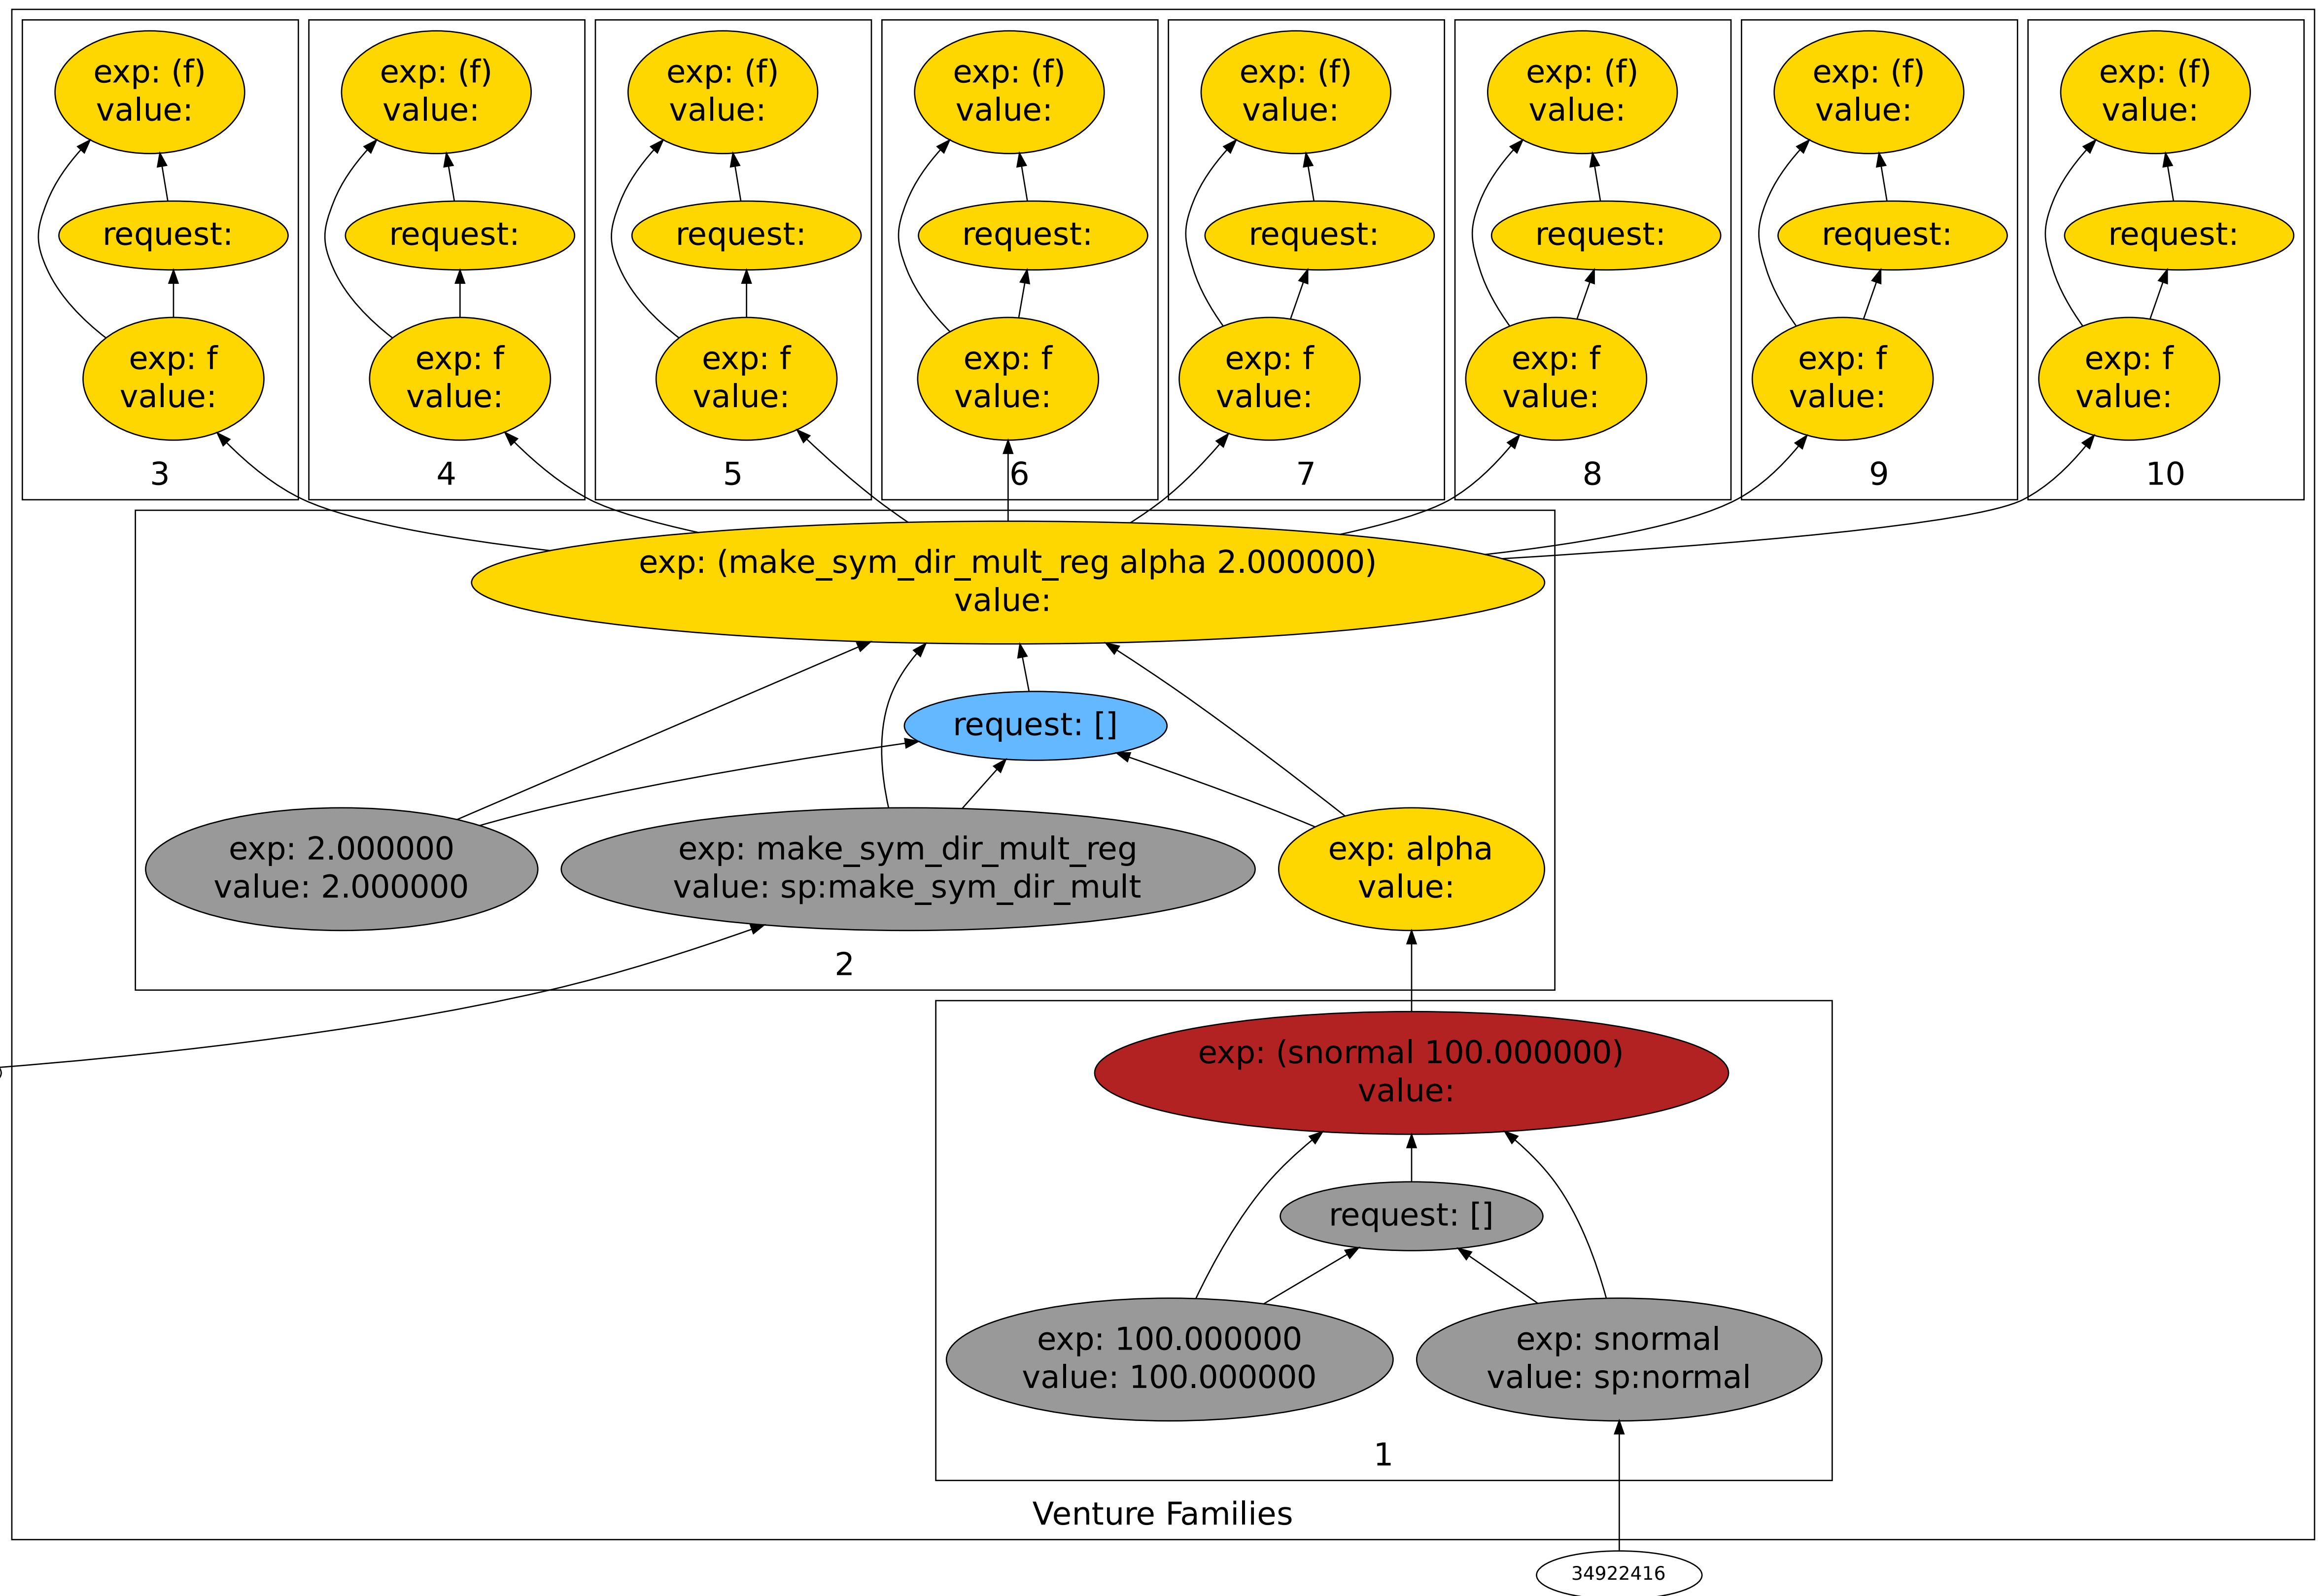 exp: (f)
value:
exp: (f)
value:
exp: (f)
value:
exp: (f)
value:
exp: (f)
value:
exp: (f)
value:
exp: (f)
value:
exp: (f)
value:
request:
request:
request:
request:
request:
request:
request:
request:
exp: f
value:
exp: f
value:
exp: f
value:
exp: f
value:
exp: f
value:
exp: f
value:
exp: f
value:
exp: f
value:
3
4
5
6
7
8
9
10
exp: (make_sym_dir_mult_reg alpha 2.000000)
value:
request: []
exp: 2.000000
value: 2.000000
exp: make_sym_dir_mult_reg
value: sp:make_sym_dir_mult
exp: alpha
value:
2
exp: (snormal 100.000000)
value:
request: []
exp: 100.000000
value: 100.000000
exp: snormal
value: sp:normal
1
Venture Families
34922416